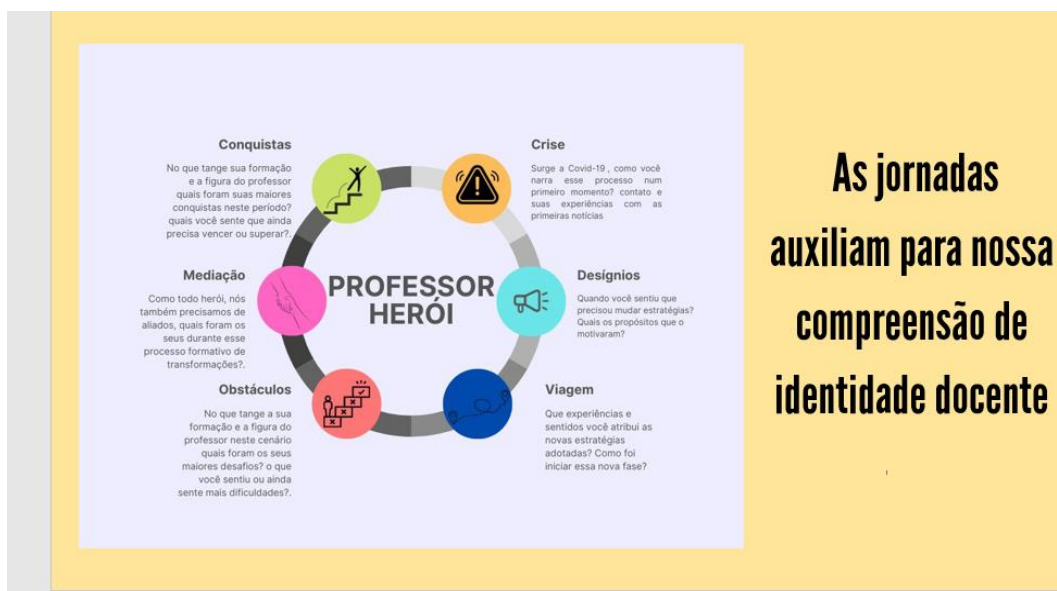 Conquistas
No que tange sua formação
e a figura do professor
quais foram suas maiores
conquistas neste período?
quais você sente que ainda
precisa vencer ou superar?.
Crise
Surge a Covid-19 , como você
narra esse processo num
primeiro momento? contato e
suas experiências com as
primeiras notícias
Mediação
Como todo herói, nós
também precisamos de
aliados, quais foram os
seus durante esse
processo formativo de
transformações?.
PROFESSOR
HERÓI
Desígnios
Quando você sentiu que
precisou mudar estratégias?
Quais os propósitos que o
motivaram?
Obstáculos
No que tange a sua
formação e a figura do
professor neste cenário
quais foram os seus
maiores desafios? o que
você sentiu ou ainda
sente mais dificuldades?.
Viagem
Que experiências e
sentidos você atribui as
novas estratégias
adotadas? Como foi
iniciar essa nova fase?
As jornadas
auxiliam para nossa
compreensão de
identidade docente